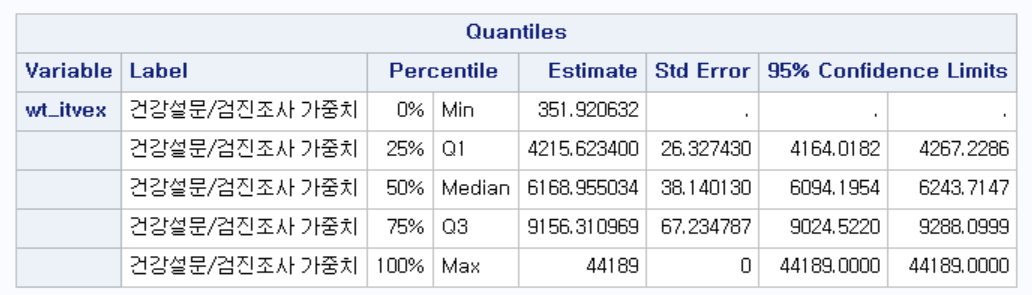 Quantiles
Variable Label Percentile Estimate Std Error 95% Confidence Limits
wt_itvex 건강설문/검진조사 가중치 0% Min 351.920632 . . .
건강설문/검진조사 가중치 25% Q1 4215.623400 26.327430 4164.0182 4267.2286
건강설문/검진조사 가중치 50% Median 6168.955034 38.140130 6094.1954 6243.7147
건강설문/검진조사 가중치 75% Q3 9156.310969 67.234787 9024.5220 9288.0999
건강설문/검진조사 가중치 100% Max 44189 0 44189.0000 44189.0000